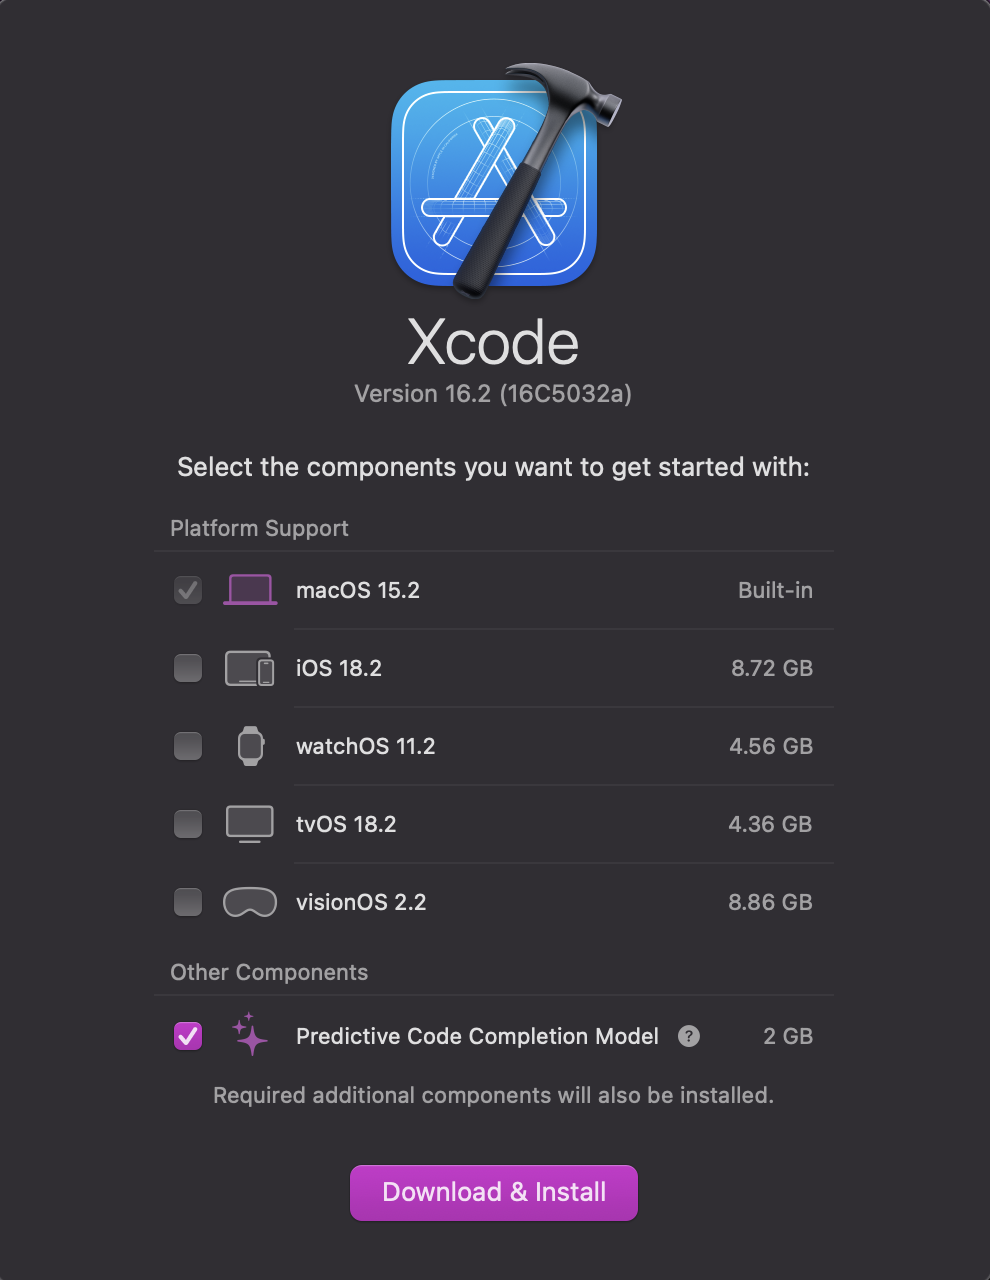 Xcode
Version 16.2 (16C5032a)
Select the components you want to get started with:
Platform Support
macOS 15.2 Built-in
iOS 18.2 8.72 GB
watchOS 11.2 4.56 GB
tvOS 18.2 4.36 GB
visionOS 2.2 8.86 GB
Other Components
Predictive Code Completion Model ? 2 GB
Required additional components will also be installed.
Download & Install